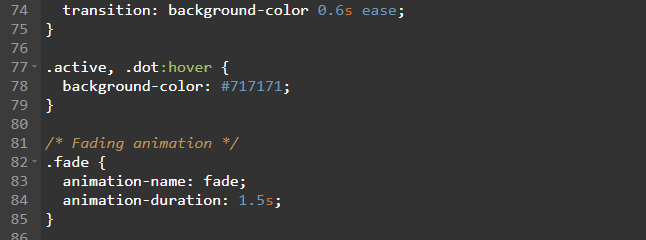 74 transition: background-color 0.6s ease;
75 }
76
77 .active, .dot:hover {
78 background-color: #717171;
79 }
80
81 /* Fading animation */
82 .fade {
83 animation-name: fade;
84 animation-duration: 1.5s;
85 }
86